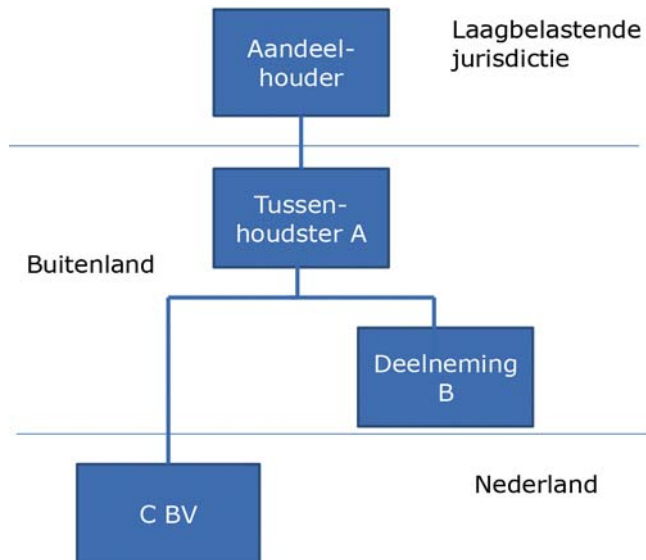 Aandeel-
houder
Laagbelastende
jurisdictie
Tussen-
houdster A
Buitenland
Deelneming
B
Nederland
C BV